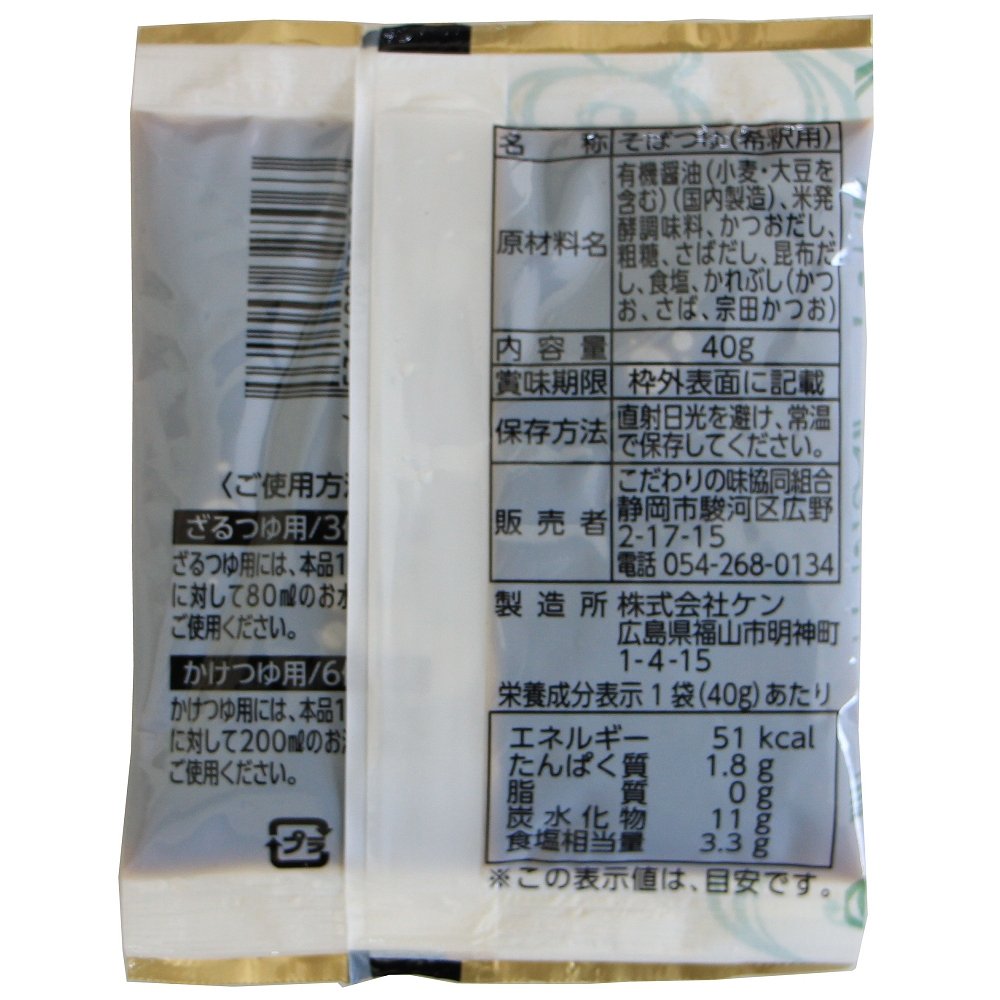 名称 そばつゆ(希釈用)
原材料名 有機醤油(小麦・大豆を
含む)(国内製造)、米発
酵調味料、かつおだし、
粗糖、さばだし、昆布だ
し、食塩、かれぶし(かつ
お、さば、宗田かつお)
内容量 40g
賞味期限 枠外表面に記載
保存方法 直射日光を避け、常温
で保存してください。
販売者 こだわりの味協同組合
静岡市駿河区広野
2-17-15
電話 054-268-0134
製造所 株式会社ケン
広島県福山市明神町
1-4-15
栄養成分表示1袋(40g)あたり
エネルギー 51 kcal
たんぱく質 1.8 g
脂質 0 g
炭水化物 11 g
食塩相当量 3.3 g
※この表示値は、目安です。
〈ご使用方
ざるつゆ用/3
ざるつゆ用には、本品1
に対して80㎖のお
ご使用ください。
かけつゆ用/6
かけつゆ用には、本品1
に対して200㎖のお
ご使用ください。
プラ